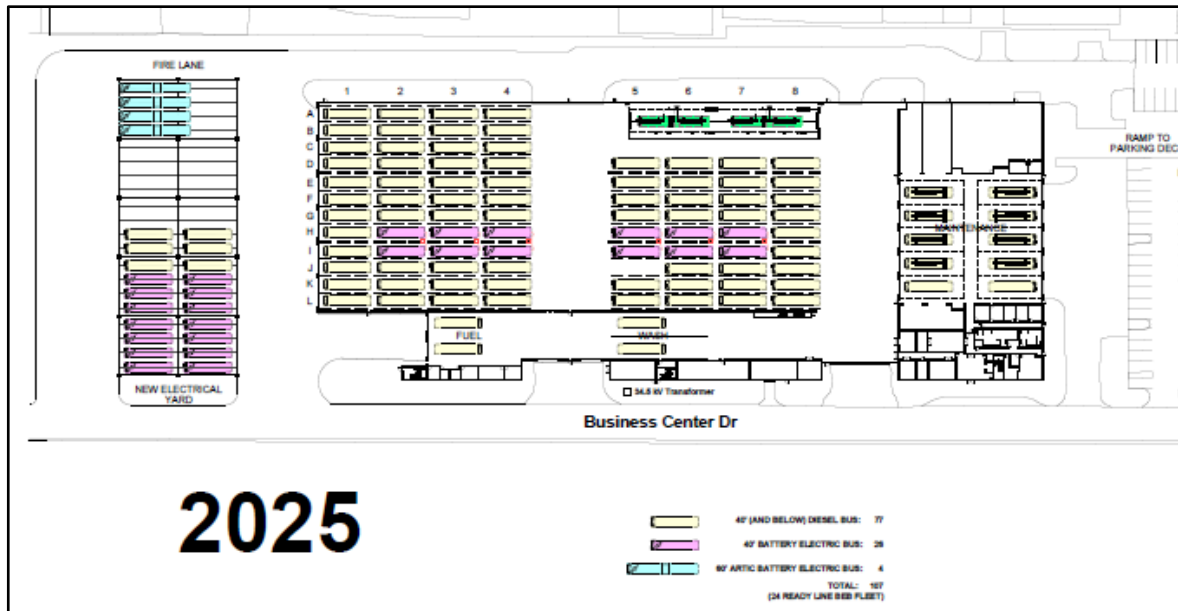 FIRE LANE
1 2 3 4 5 6 7 8
A
B
C
D
E
F
G
H
I
J
K
L
RAMP TO
PARKING DEC
MAINTENANCE
FUEL
WASH
NEW ELECTRICAL
YARD
34.5 kV Transformer
Business Center Dr
2025
40' (AND BELOW) DIESEL BUS: 77
40' BATTERY ELECTRIC BUS: 26
60' ARTIC BATTERY ELECTRIC BUS: 4
TOTAL: 107
(24 READY LINE BEB FLEET)